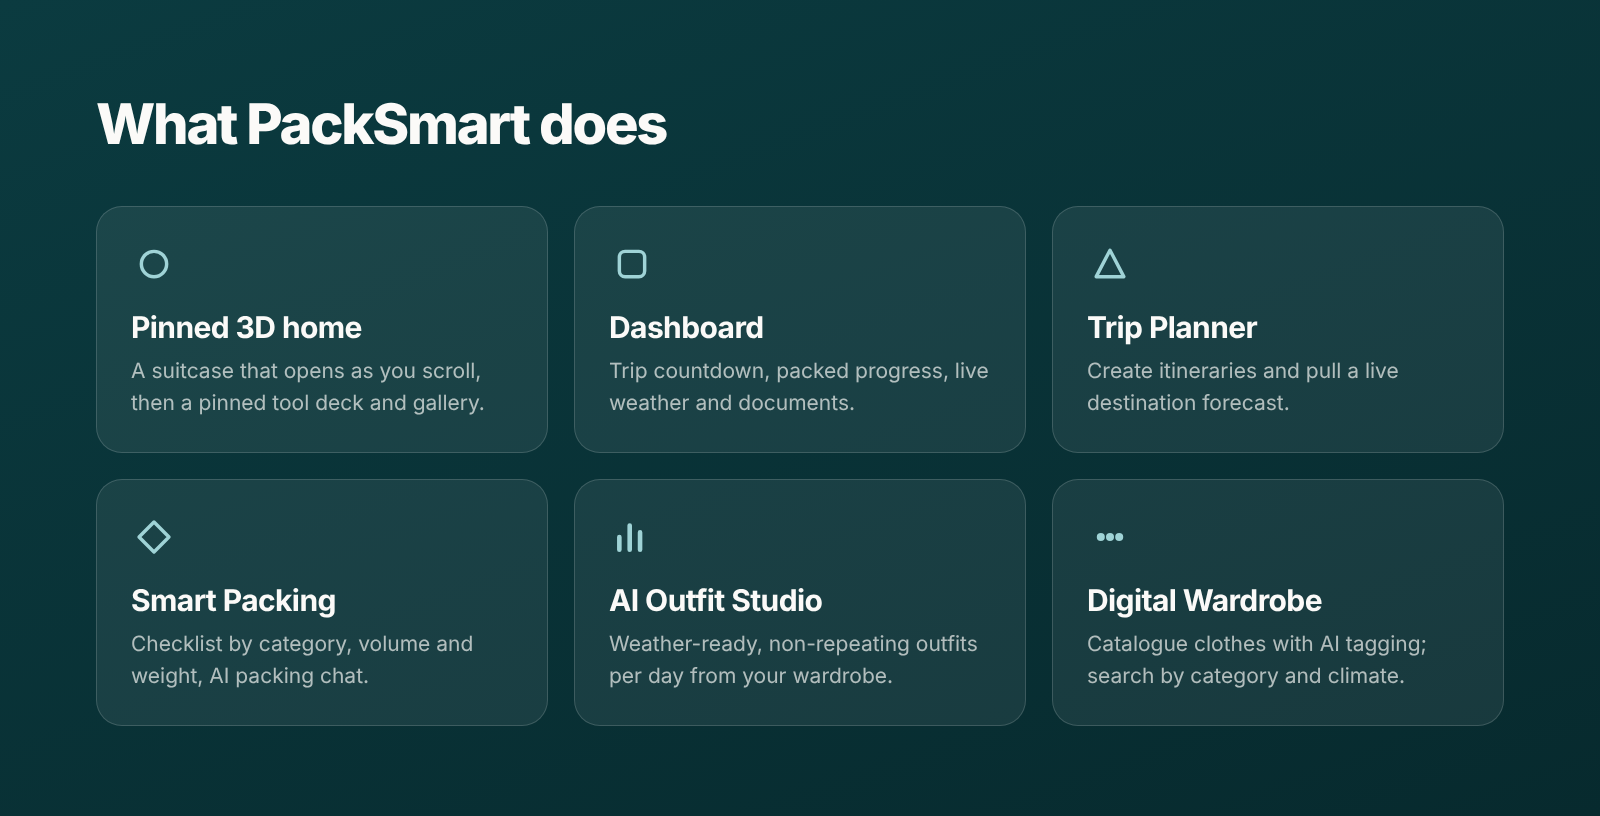 What PackSmart does
Pinned 3D home
A suitcase that opens as you scroll,
then a pinned tool deck and gallery.
Dashboard
Trip countdown, packed progress, live
weather and documents.
Trip Planner
Create itineraries and pull a live
destination forecast.
Smart Packing
Checklist by category, volume and
weight, AI packing chat.
AI Outfit Studio
Weather-ready, non-repeating outfits
per day from your wardrobe.
Digital Wardrobe
Catalogue clothes with AI tagging;
search by category and climate.